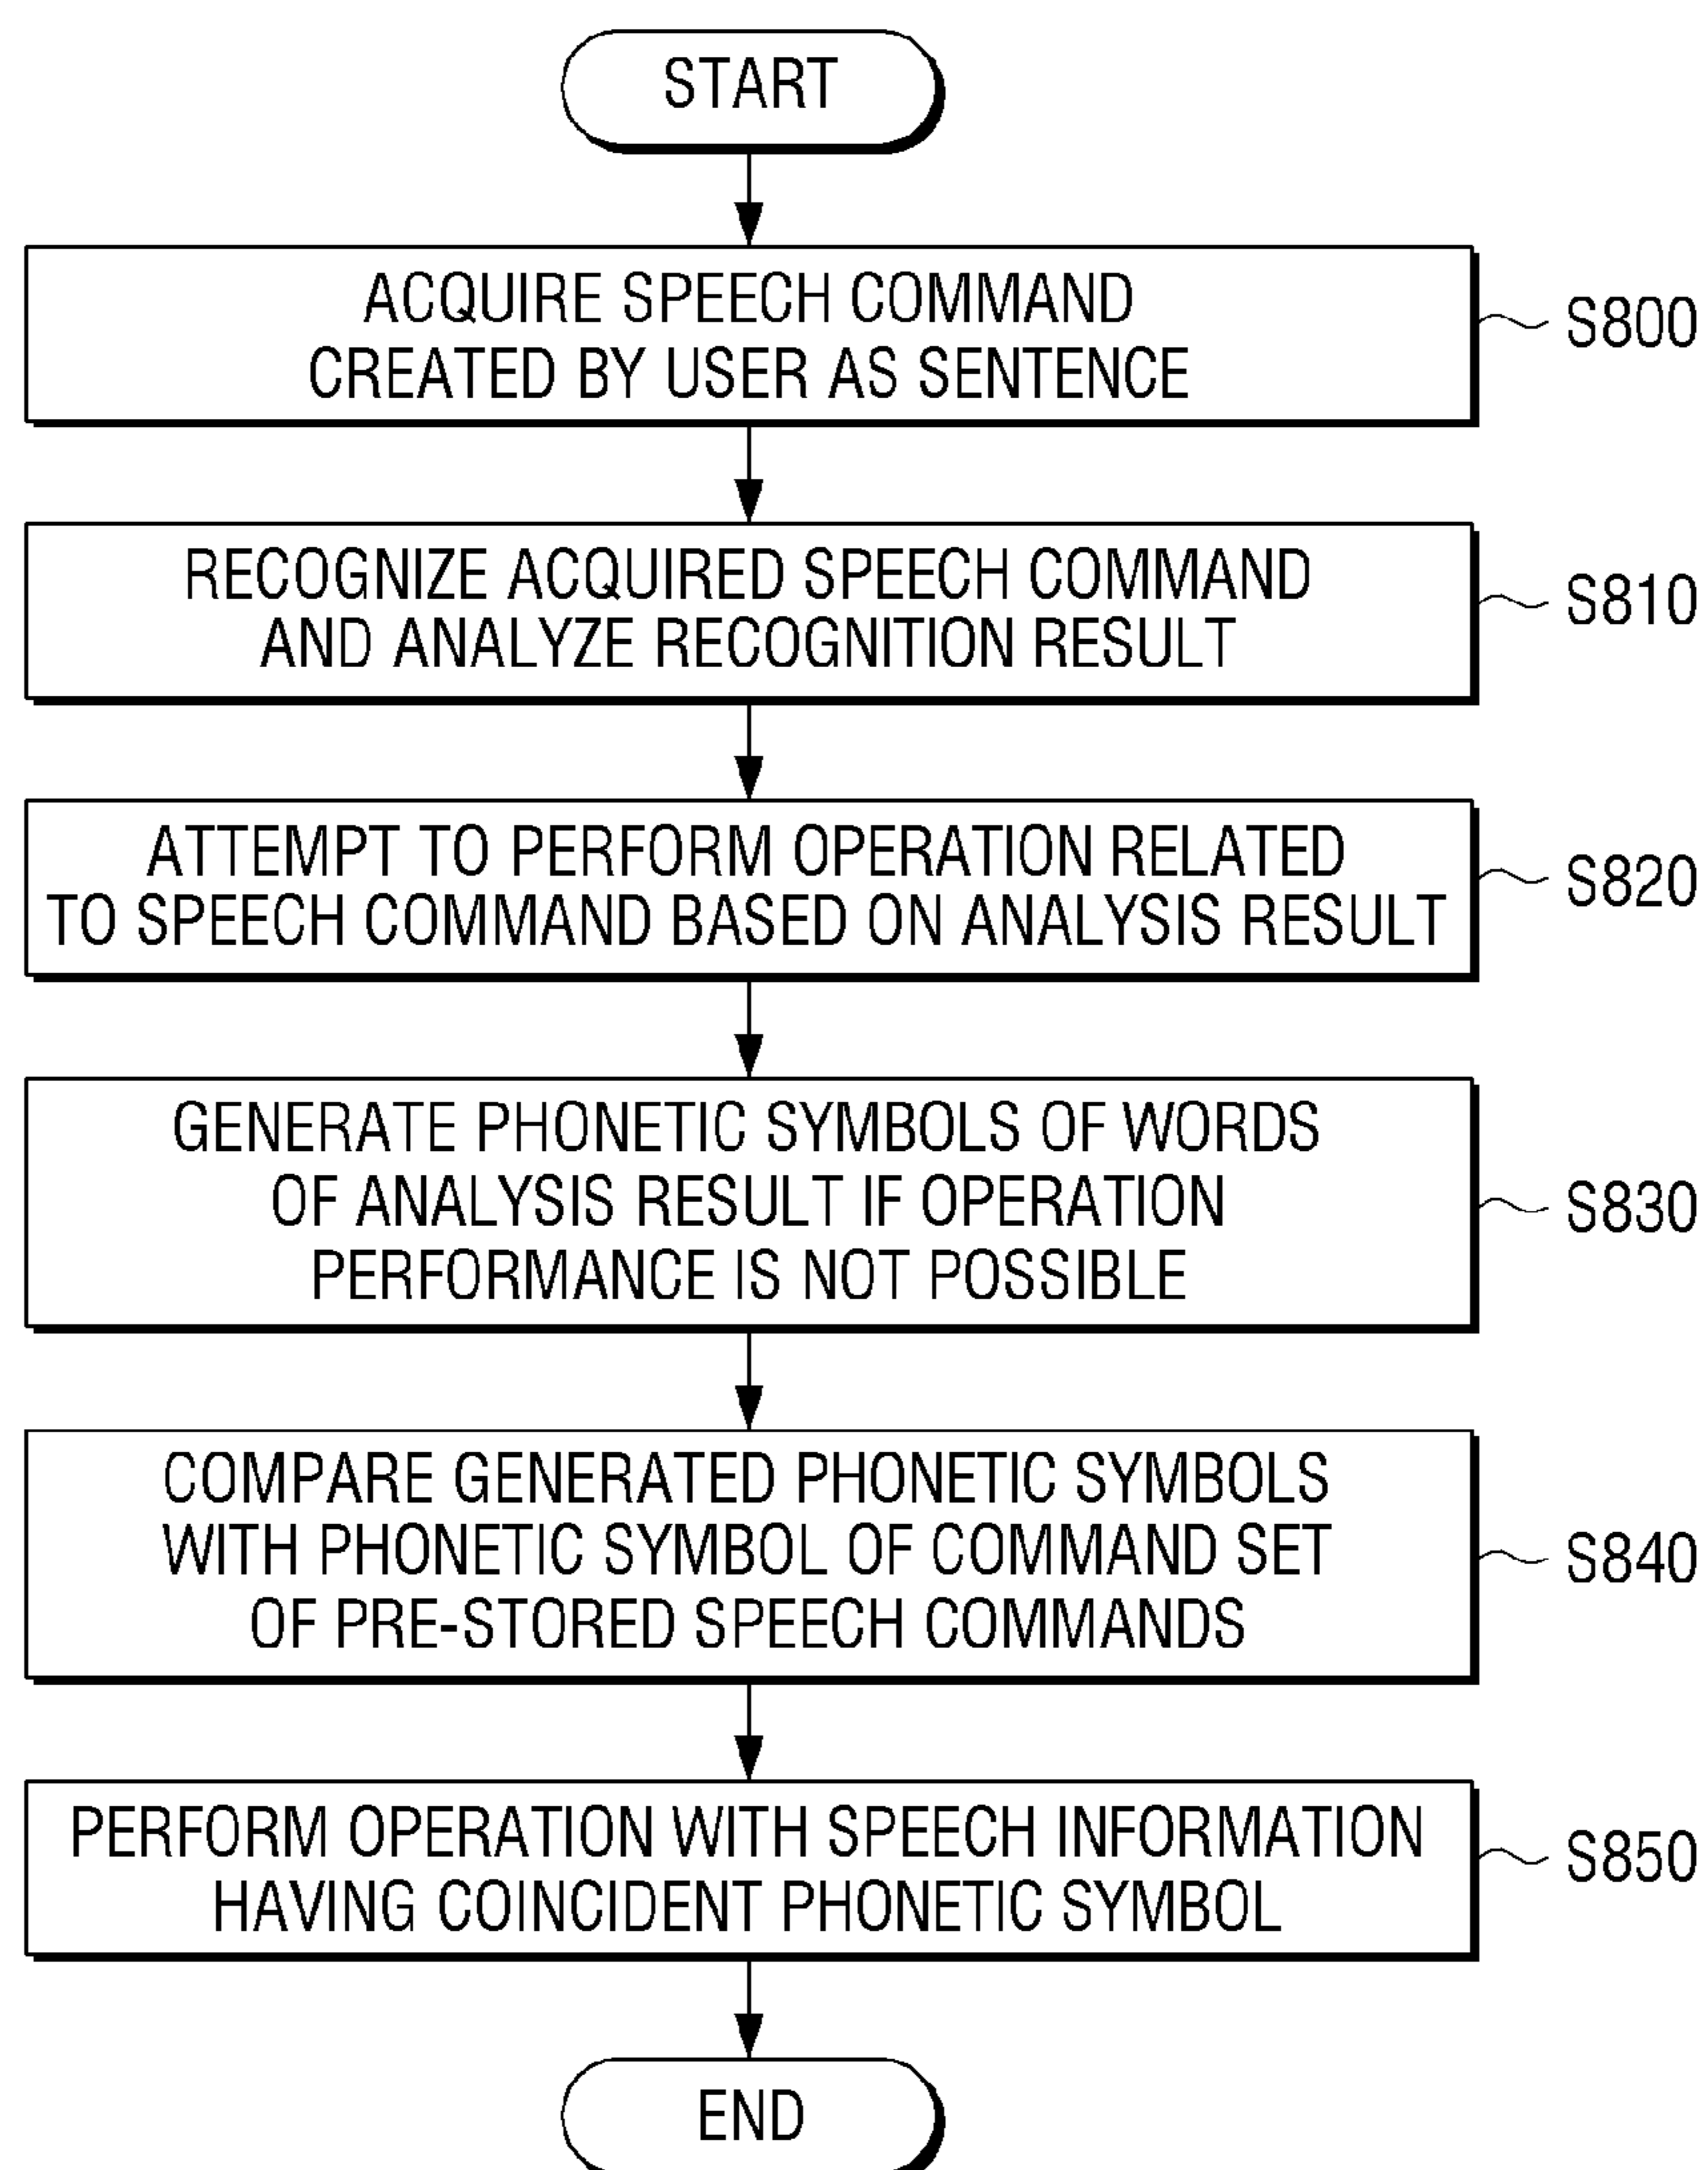 START
ACQUIRE SPEECH COMMAND
CREATED BY USER AS SENTENCE
S800
RECOGNIZE ACQUIRED SPEECH COMMAND
AND ANALYZE RECOGNITION RESULT
S810
ATTEMPT TO PERFORM OPERATION RELATED
TO SPEECH COMMAND BASED ON ANALYSIS RESULT
S820
GENERATE PHONETIC SYMBOLS OF WORDS
OF ANALYSIS RESULT IF OPERATION
PERFORMANCE IS NOT POSSIBLE
S830
COMPARE GENERATED PHONETIC SYMBOLS
WITH PHONETIC SYMBOL OF COMMAND SET
OF PRE-STORED SPEECH COMMANDS
S840
PERFORM OPERATION WITH SPEECH INFORMATION
HAVING COINCIDENT PHONETIC SYMBOL
S850
END